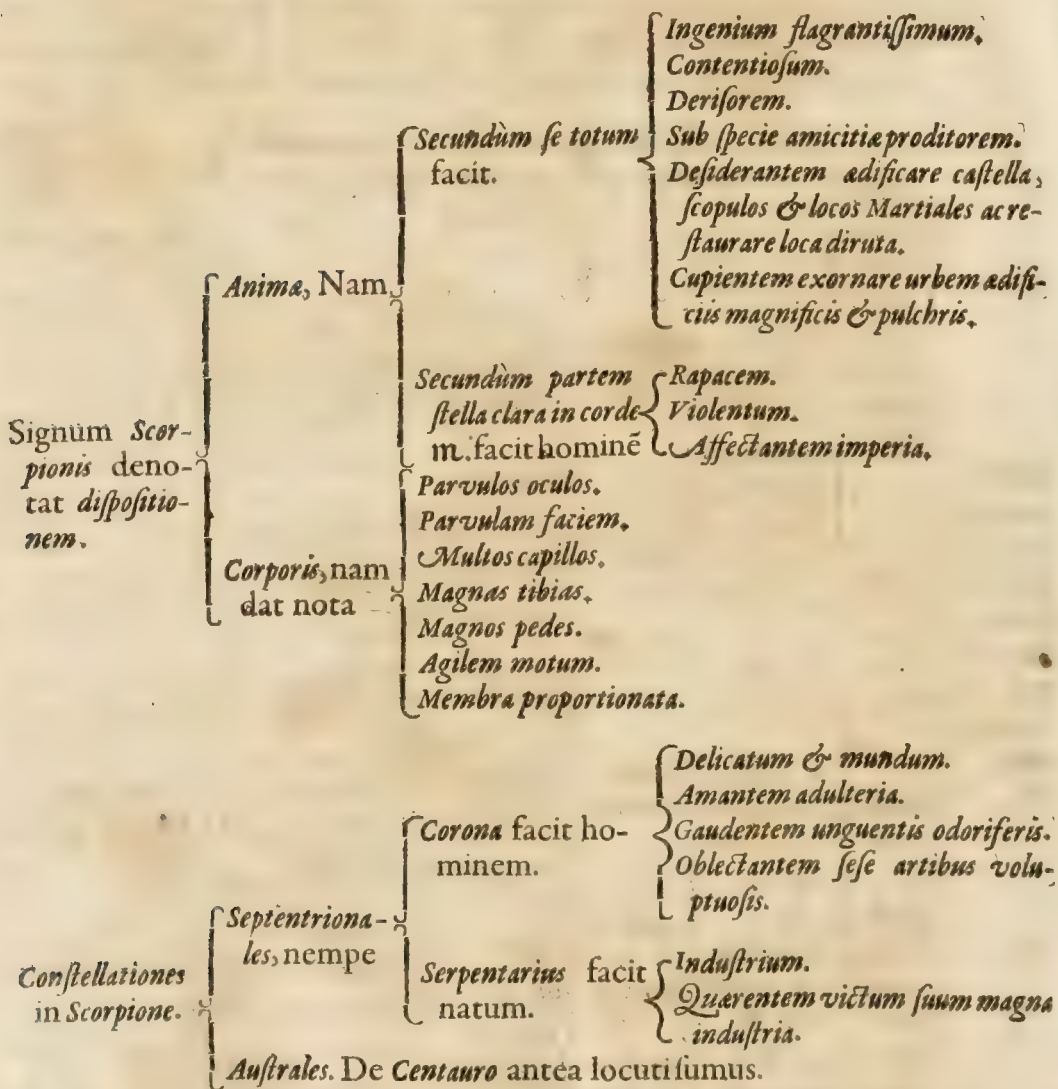 Ingenium flagrantiſſimum.
Contentioſum.
Deriſorem.
Sub ſpecie amicitiæ proditorem.
Deſiderantem ædificare caſtella,
ſcopulos & locos Martiales ac re-
ſtaurare loca diruta.
Cupientem exornare urbem ædifi-
ciis magnificis & pulchris.
Secundùm ſe totum
facit.
Animæ, Nam
Secundùm partem
ſtella clara in corde
♏. facit hominē
Rapacem.
Violentum.
Affectantem imperia.
Signum Scor-
pionis deno-
tat diſpoſitio-
nem.
Corporis, nam
dat nota
Parvulos oculos.
Parvulam faciem.
Multos capillos.
Magnas tibias.
Magnos pedes.
Agilem motum.
Membra proportionata.
Conſtellationes
in Scorpione.
Septentriona-
les, nempe
Corona facit ho-
minem.
Delicatum & mundum.
Amantem adulteria.
Gaudentem unguentis odoriferis.
Oblectantem ſeſe artibus volu-
ptuoſis.
Serpentarius facit
natum.
Induſtrium.
Quærentem victum ſuum magna
induſtria.
Auſtrales. De Centauro antea locuti ſumus.